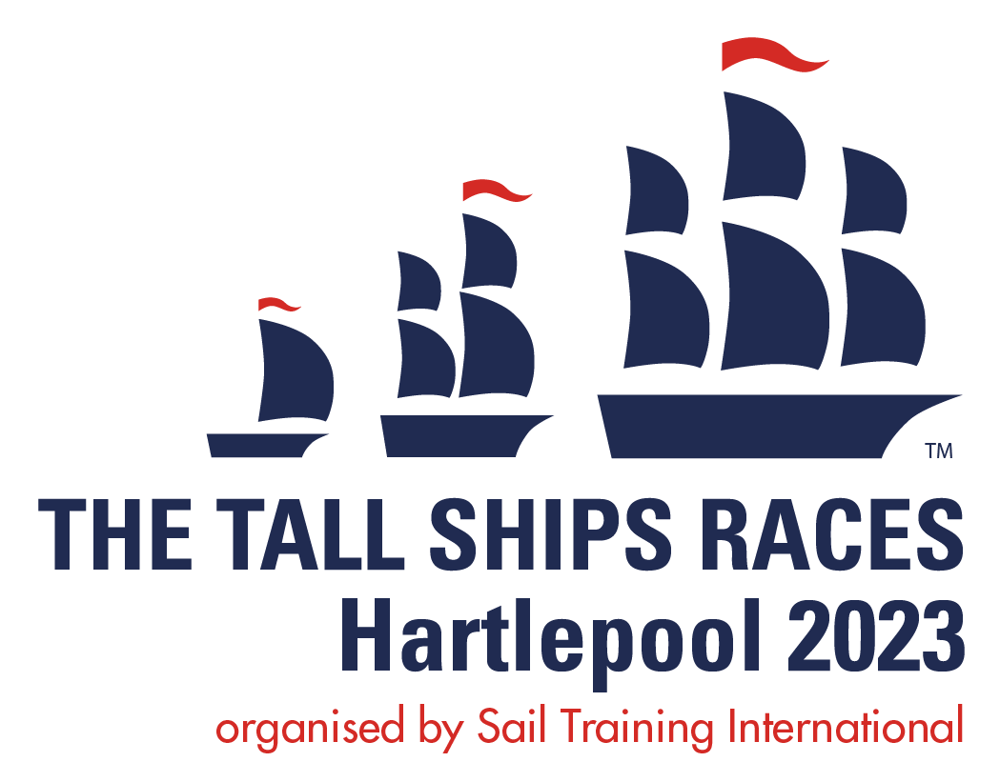 TM
THE TALL SHIPS RACES
Hartlepool 2023
organised by Sail Training International